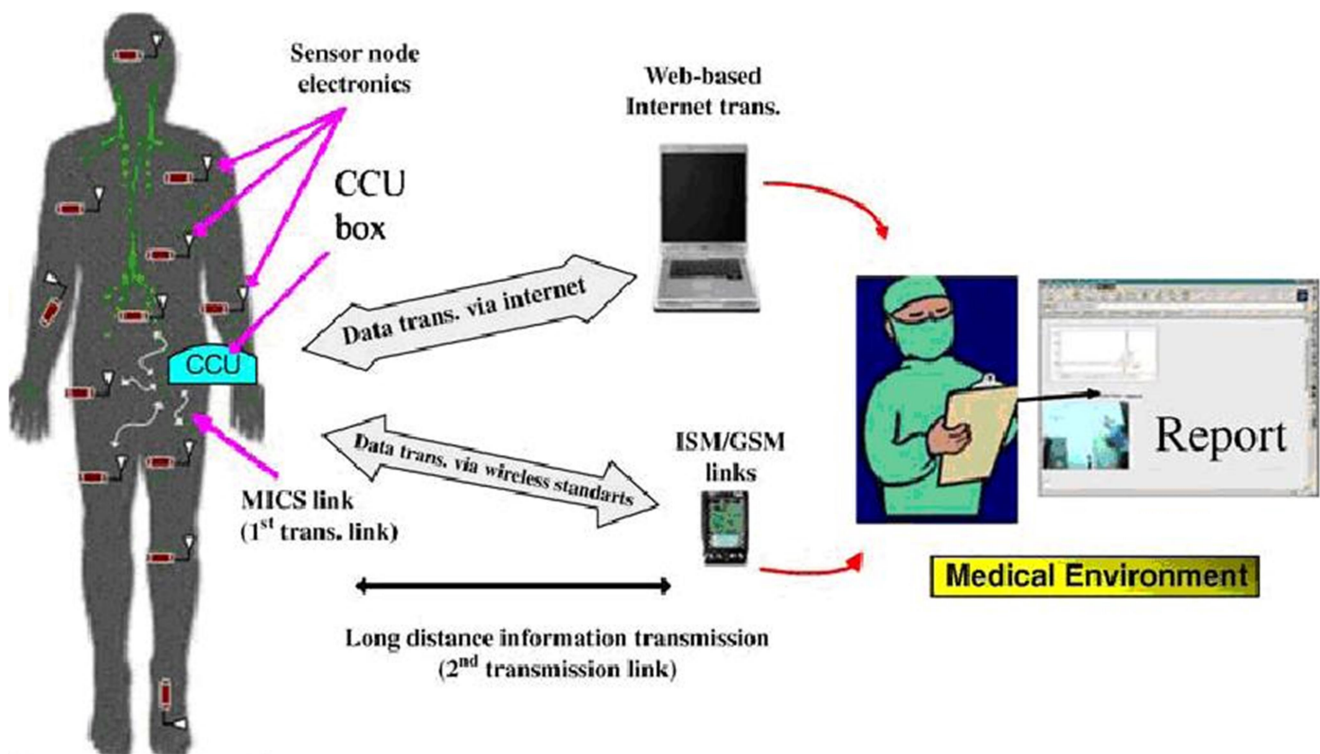 Sensor node
electronics
CCU
box
CCU
MICS link
(1st trans. link)
Web-based
Internet trans.
Data trans. via internet
Data trans. via wireless standarts
ISM/GSM
links
Long distance information transmission
(2nd transmission link)
Report
Medical Environment